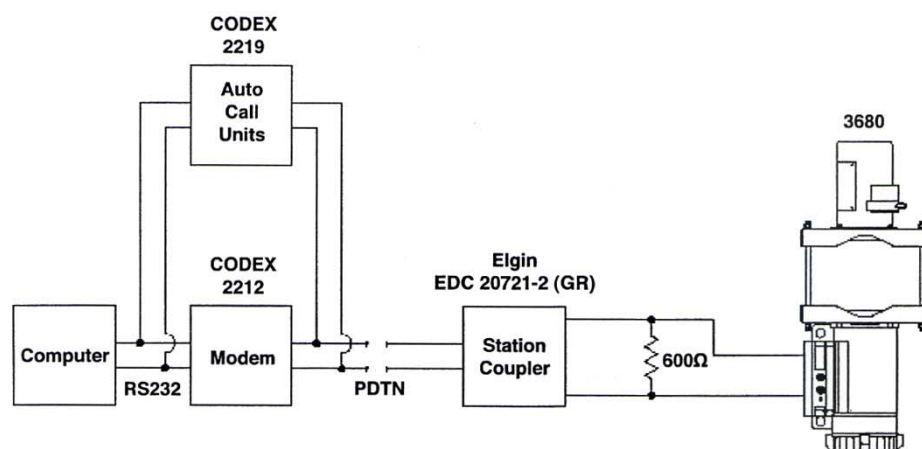 CODEX
2219
Auto
Call
Units
3680
CODEX
2212
Elgin
EDC 20721-2 (GR)
Computer
Modem
Station
Coupler
600Ω
RS232
PDTN